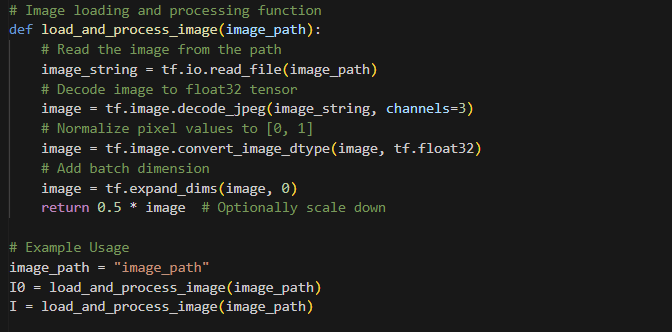 # Image loading and processing function
def load_and_process_image(image_path):
    # Read the image from the path
    image_string = tf.io.read_file(image_path)
    # Decode image to float32 tensor
    image = tf.image.decode_jpeg(image_string, channels=3)
    # Normalize pixel values to [0, 1]
    image = tf.image.convert_image_dtype(image, tf.float32)
    # Add batch dimension
    image = tf.expand_dims(image, 0)
    return 0.5 * image  # Optionally scale down

# Example Usage
image_path = "image_path"
I0 = load_and_process_image(image_path)
I = load_and_process_image(image_path)